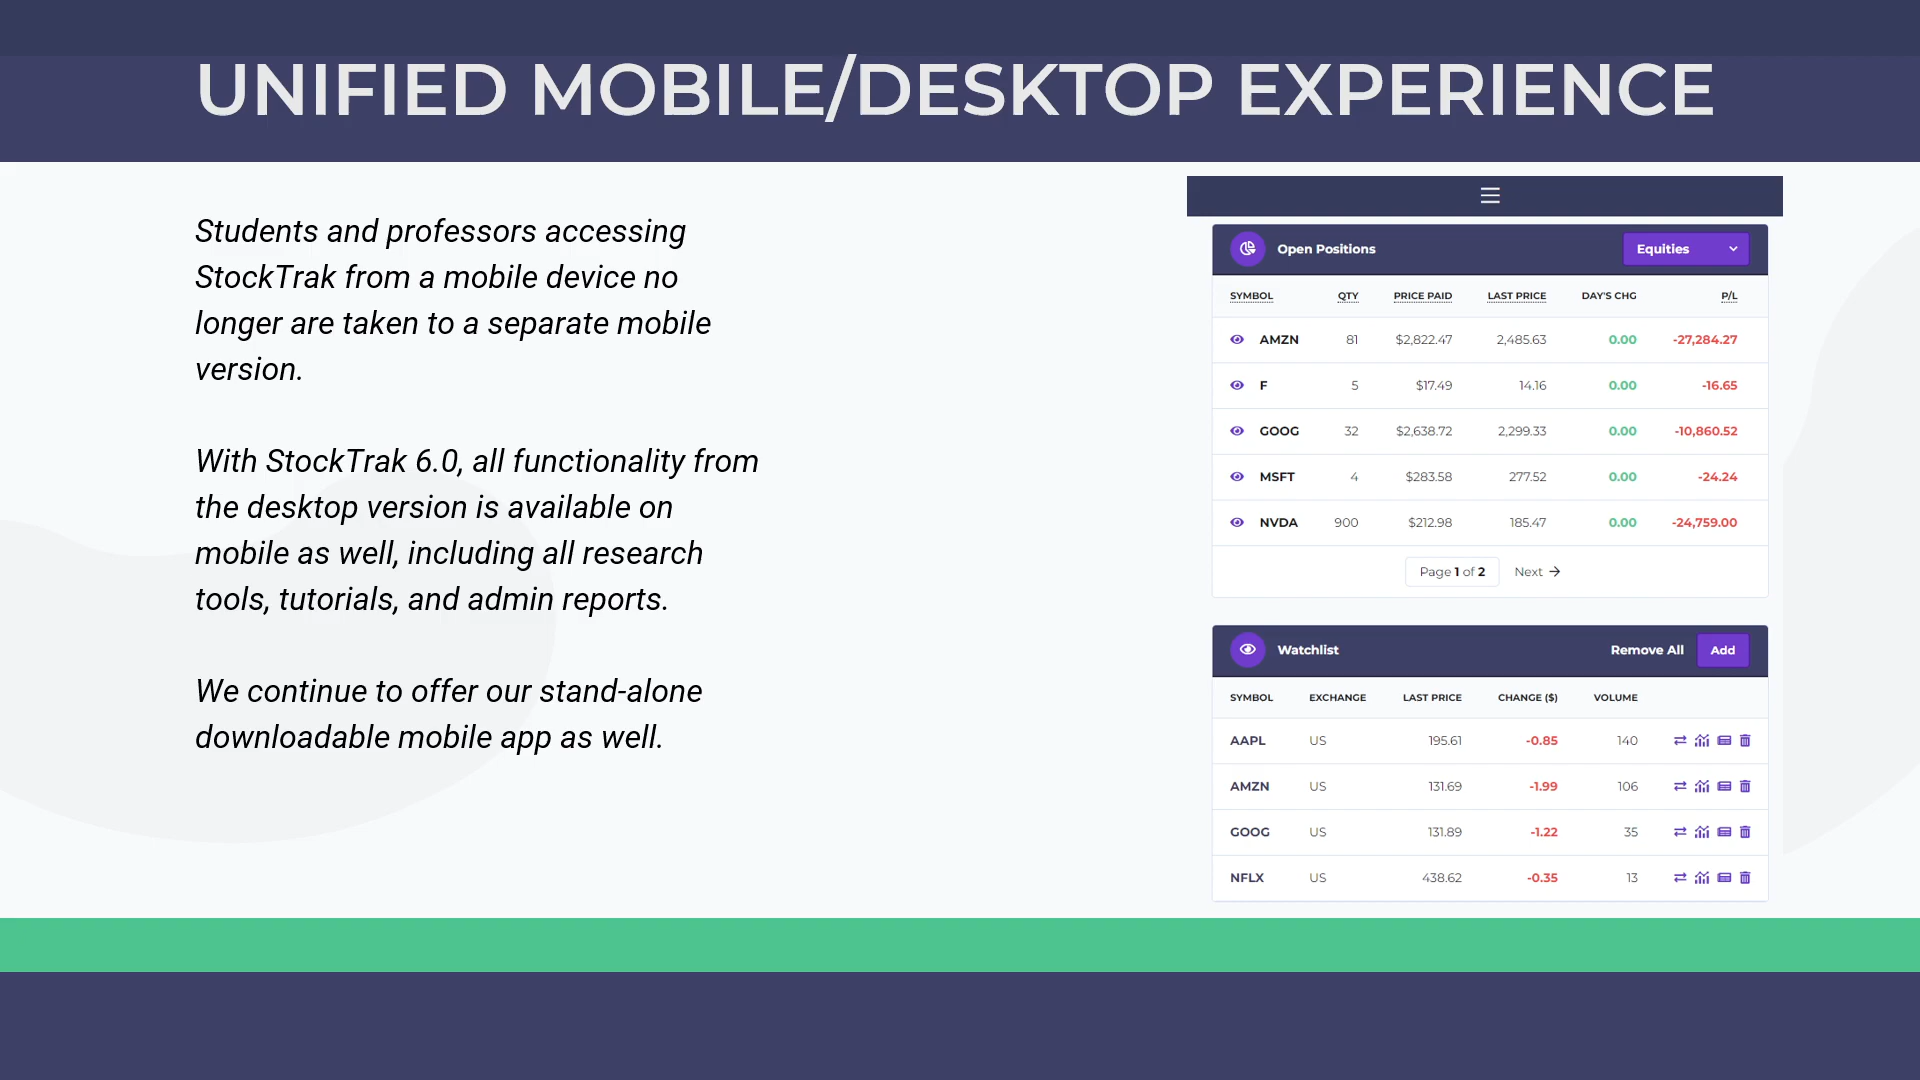 UNIFIED MOBILE/DESKTOP EXPERIENCE
Students and professors accessing
StockTrak from a mobile device no
longer are taken to a separate mobile
version.
With StockTrak 6.0, all functionality from
the desktop version is available on
mobile as well, including all research
tools, tutorials, and admin reports.
We continue to offer our stand-alone
downloadable mobile app as well.
Open Positions Equities
SYMBOL QTY PRICE PAID LAST PRICE DAY'S CHG P/L
AMZN 81 $2,822.47 2,485.63 0.00 -27,284.27
F 5 $17.49 14.16 0.00 -16.65
GOOG 32 $2,638.72 2,299.33 0.00 -10,860.52
MSFT 4 $283.58 277.52 0.00 -24.24
NVDA 900 $212.98 185.47 0.00 -24,759.00
Page 1 of 2 Next →
Watchlist Remove All Add
SYMBOL EXCHANGE LAST PRICE CHANGE ($) VOLUME
AAPL US 195.61 -0.85 140
AMZN US 131.69 -1.99 106
GOOG US 131.89 -1.22 35
NFLX US 438.62 -0.35 13